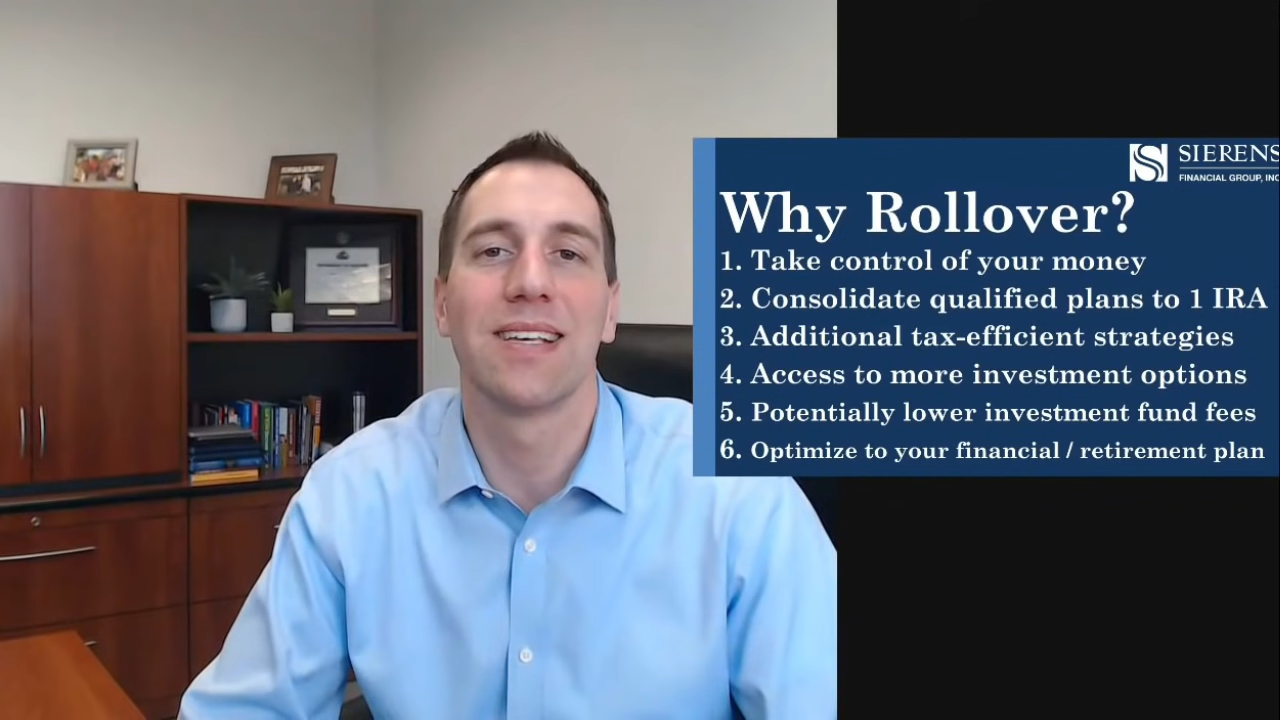 SIERENS
FINANCIAL GROUP, INC
Why Rollover?
1. Take control of your money
2. Consolidate qualified plans to 1 IRA
3. Additional tax-efficient strategies
4. Access to more investment options
5. Potentially lower investment fund fees
6. Optimize to your financial / retirement plan